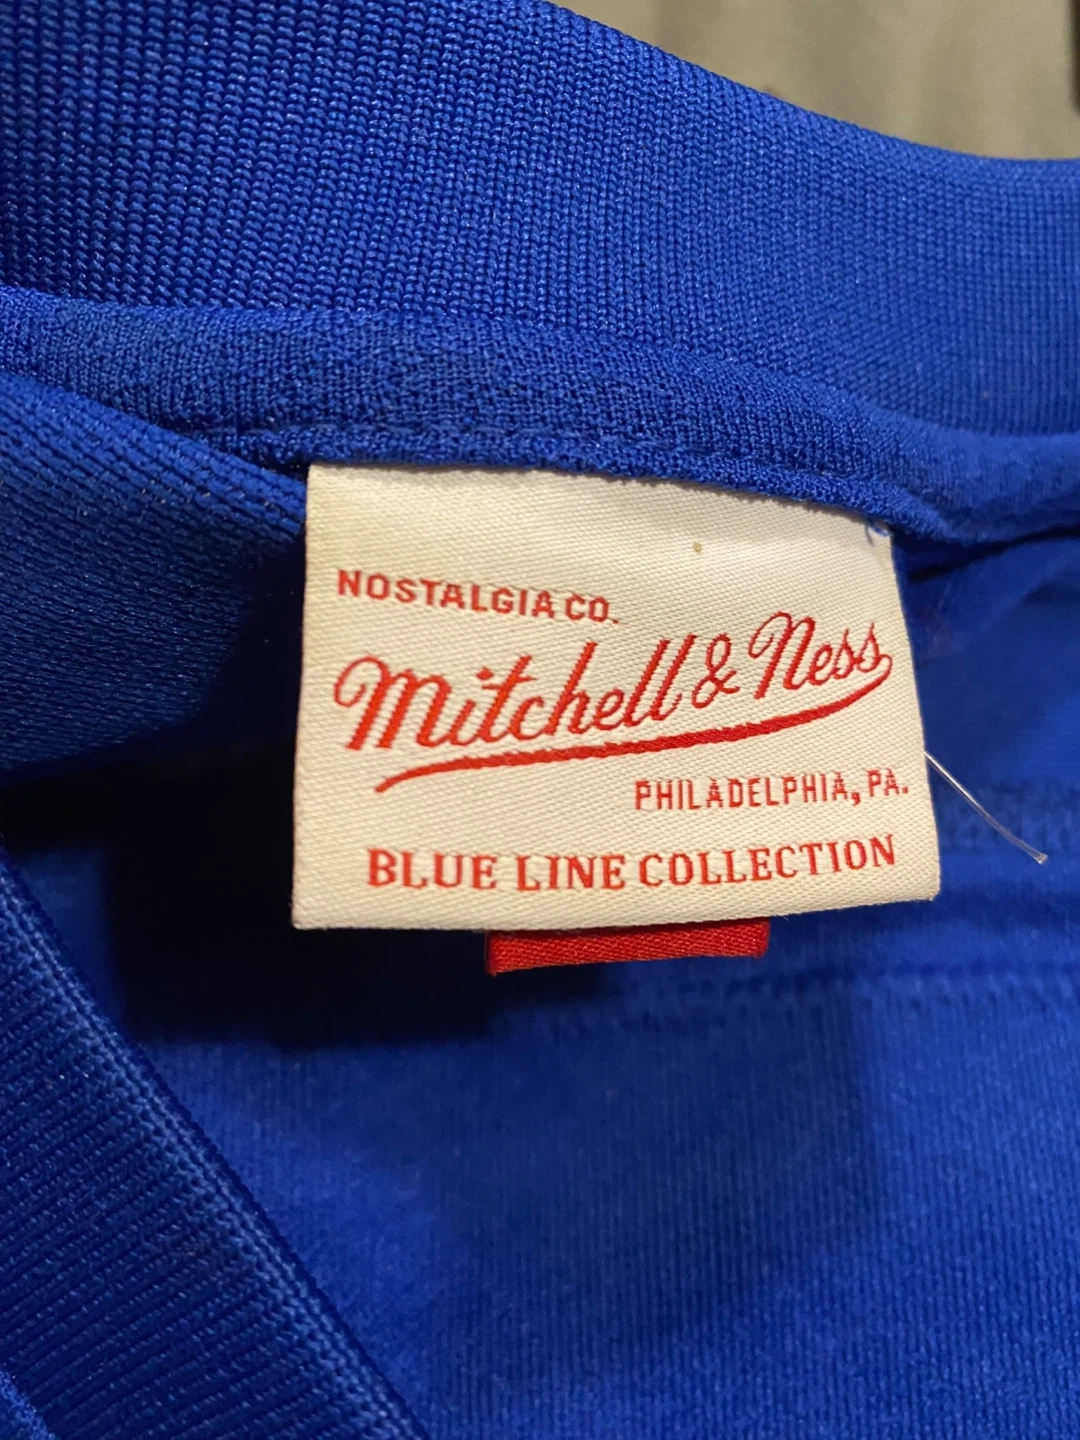 NOSTALGIA CO.
Mitchell & Ness
PHILADELPHIA, PA.
BLUE LINE COLLECTION